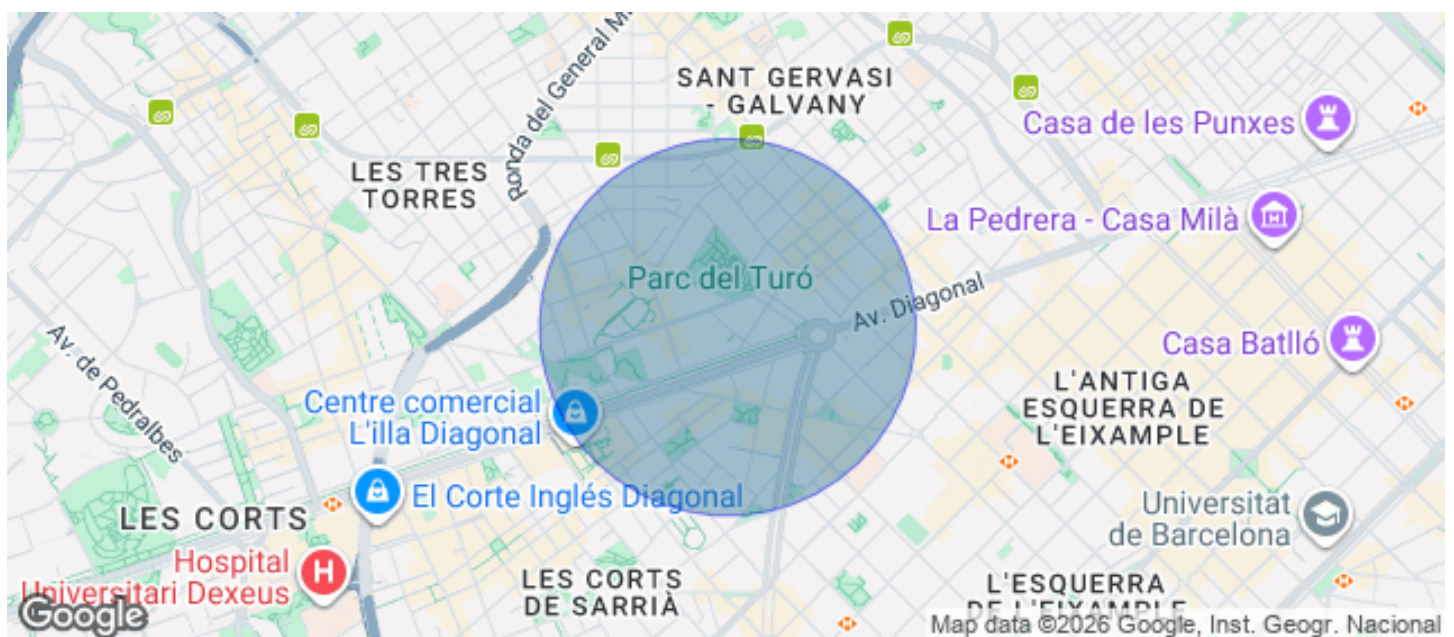 SANT GERVASI
- GALVANY
Ronda del General M
Casa de les Punxes
LES TRES
TORRES
La Pedrera - Casa Milà
Parc del Turó
Av. Diagonal
Casa Batlló
Av. de Pedralbes
L'ANTIGA
ESQUERRA DE
L'EIXAMPLE
Centre comercial
L'illa Diagonal
El Corte Inglés Diagonal
LES CORTS
Universitat
de Barcelona
Hospital
Universitari Dexeus
H
LES CORTS
DE SARRIÀ
L'ESQUERRA
DE L'EIXAMPLE
Google
Map data ©2026 Google, Inst. Geogr. Nacional